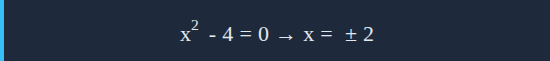 x² - 4 = 0 → x = ± 2